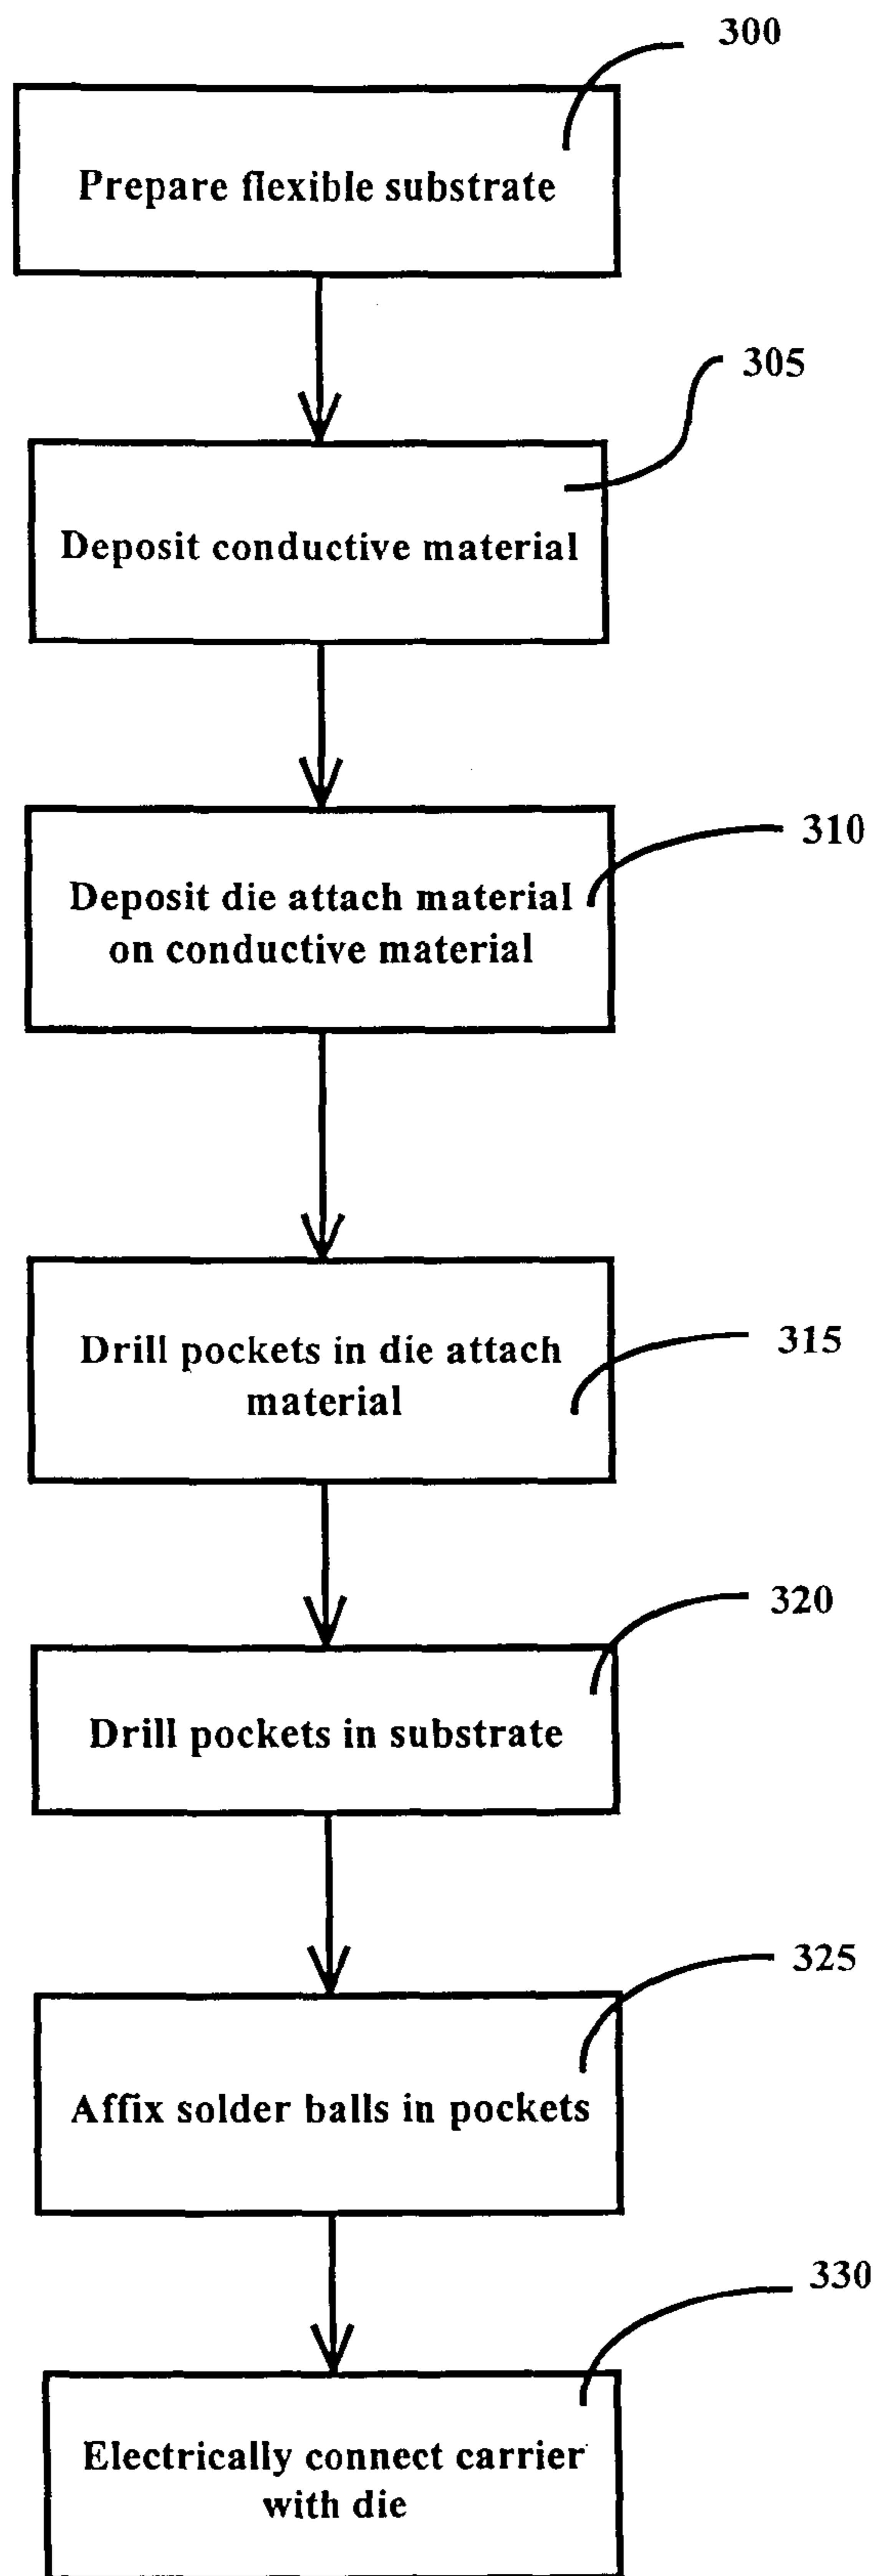 300
Prepare flexible substrate
305
Deposit conductive material
310
Deposit die attach material
on conductive material
315
Drill pockets in die attach
material
320
Drill pockets in substrate
325
Affix solder balls in pockets
330
Electrically connect carrier
with die